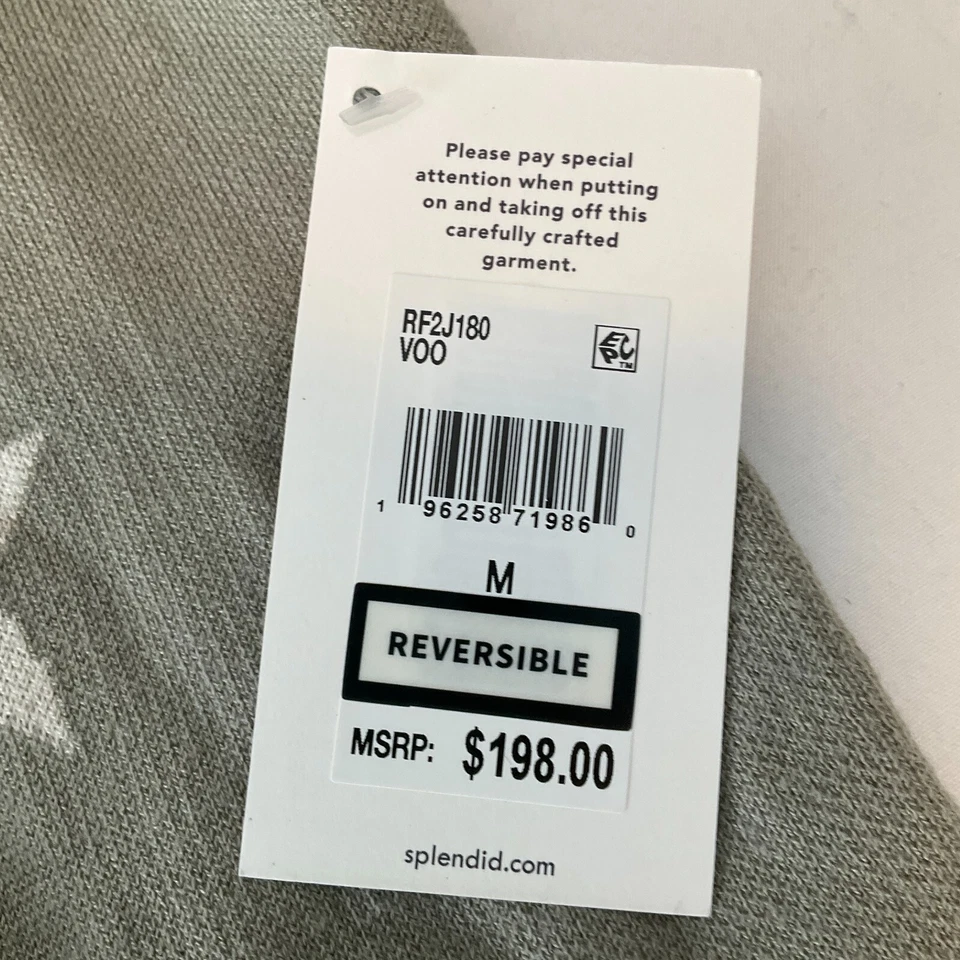 Please pay special
attention when putting
on and taking off this
carefully crafted
garment.
RF2J180
VOO
EPC™
1 96258 71986 0
M
REVERSIBLE
MSRP: $198.00
splendid.com